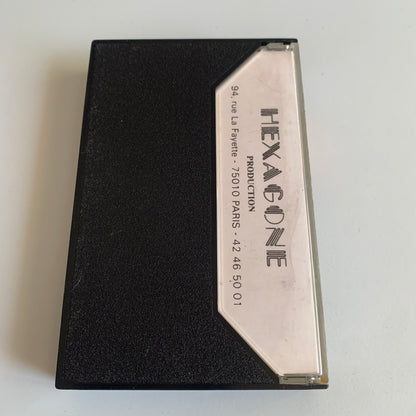 HEXAGONE
PRODUCTION
94, rue La Fayette - 75010 PARIS - 42 46 50 01